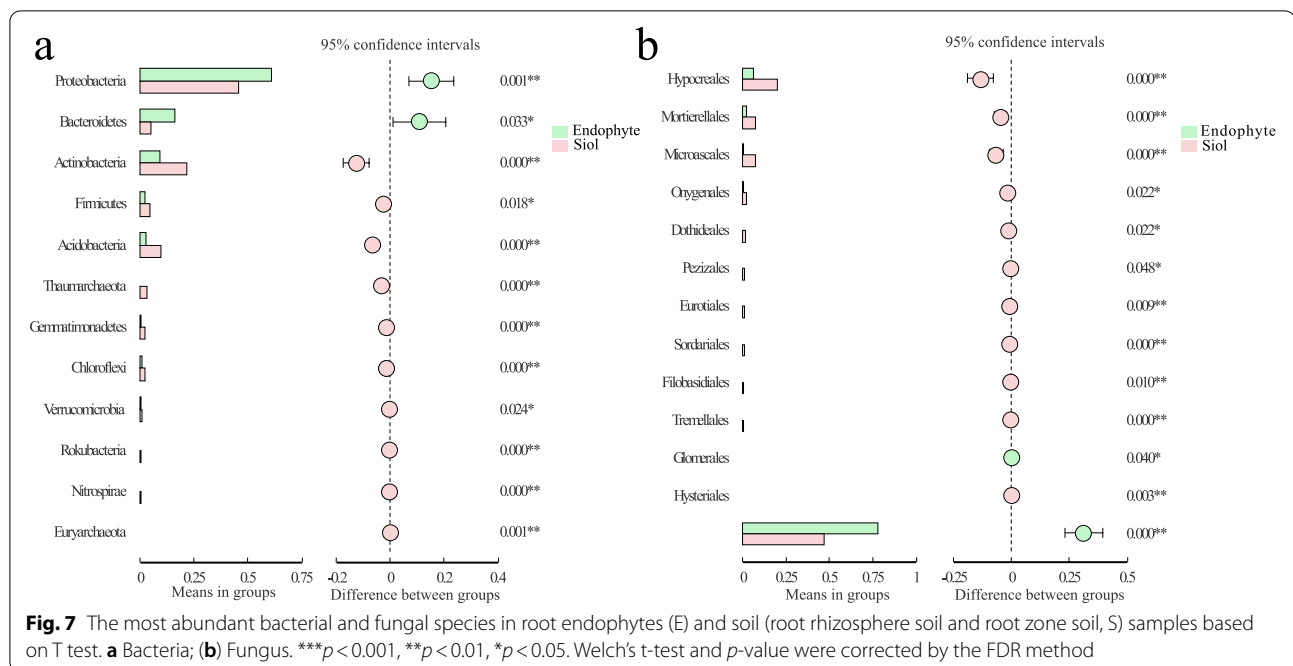 a
95% confidence intervals
Proteobacteria 0.001**
Bacteroidetes 0.033*
Actinobacteria 0.000**
Firmicutes 0.018*
Acidobacteria 0.000**
Thaumarchaeota 0.000**
Gemmatimonadetes 0.000**
Chloroflexi 0.000**
Verrucomicrobia 0.024*
Rokubacteria 0.000**
Nitrospirae 0.000**
Euryarchaeota 0.001**
Endophyte
Siol
0 0.25 0.5 0.75 -0.2 0 0.2 0.4
Means in groups Difference between groups
b
95% confidence intervals
Hypocreales 0.000**
Mortierellales 0.000**
Microascales 0.000**
Onygenales 0.022*
Dothideales 0.022*
Pezizales 0.048*
Eurotiales 0.009**
Sordariales 0.000**
Filobasidiales 0.010**
Tremellales 0.000**
Glomerales 0.040*
Hysteriales 0.003**
0.000**
Endophyte
Siol
0 0.25 0.5 0.75 1 -0.25 0 0.25 0.5
Means in groups Difference between groups
Fig. 7 The most abundant bacterial and fungal species in root endophytes (E) and soil (root rhizosphere soil and root zone soil, S) samples based
on T test. a Bacteria; (b) Fungus. ***p < 0.001, **p < 0.01, *p < 0.05. Welch's t-test and p-value were corrected by the FDR method